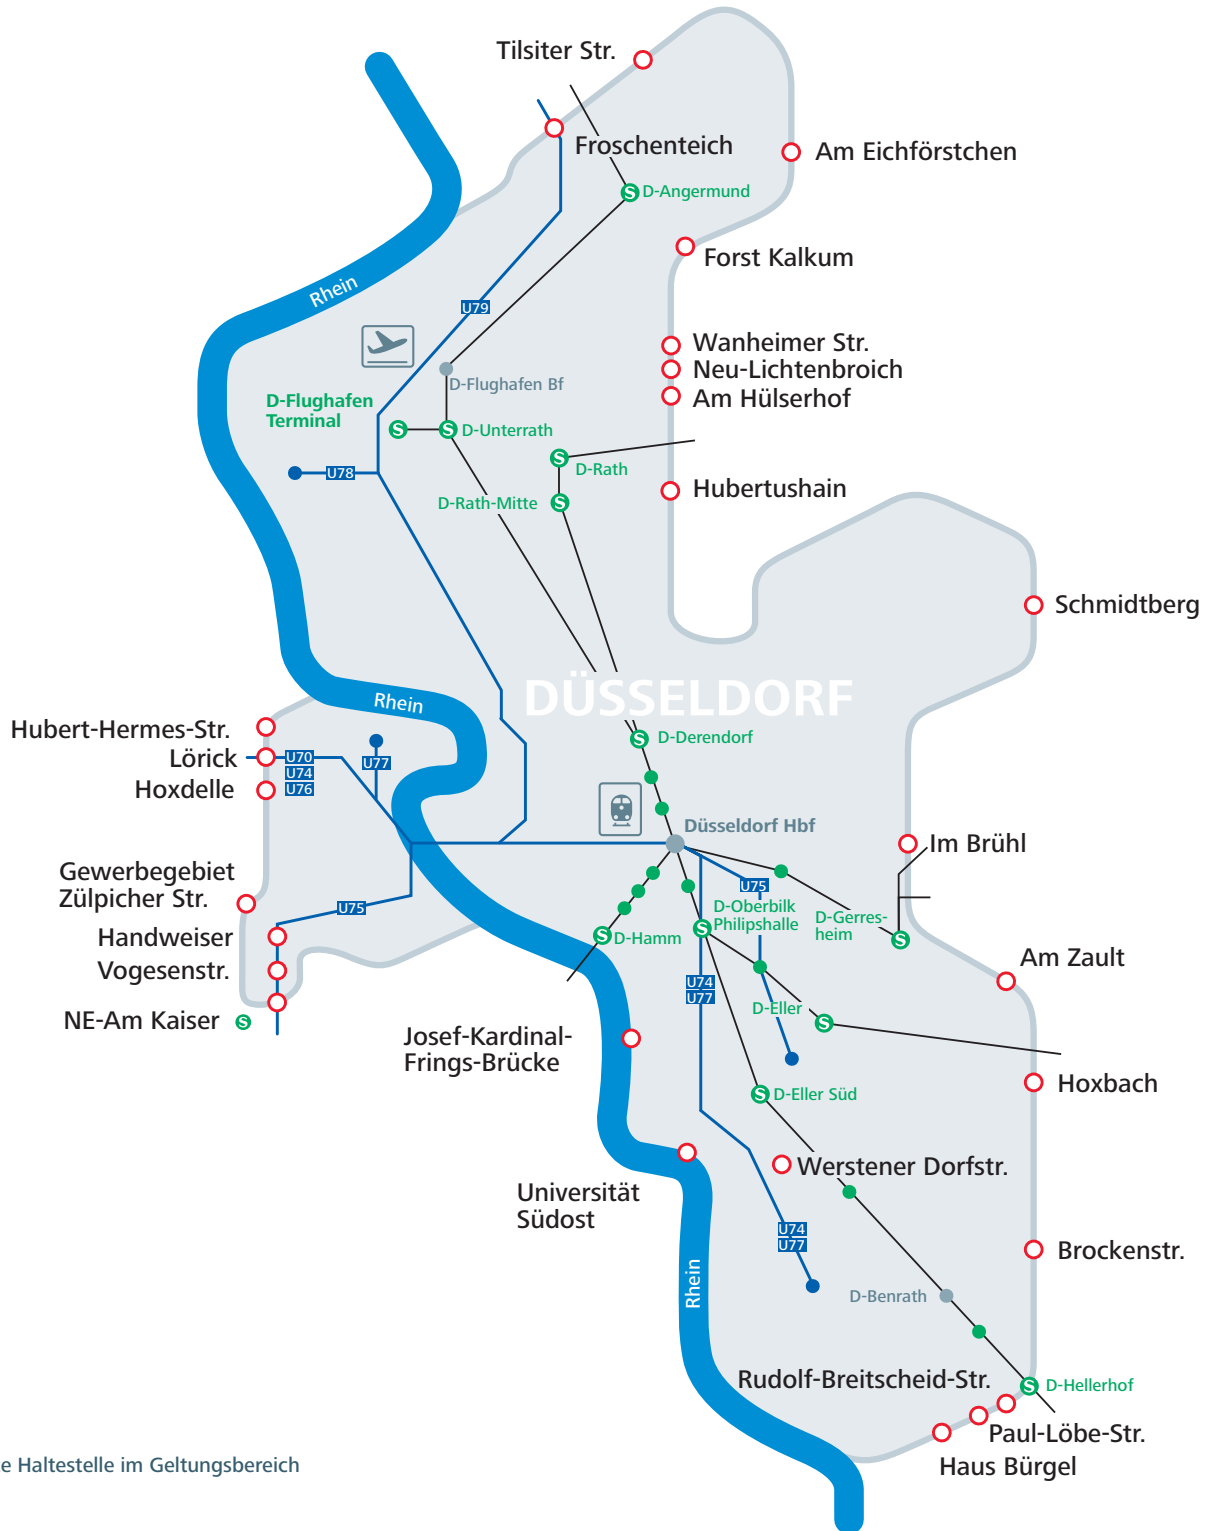 Tilsiter Str.
Froschenteich
Am Eichförstchen
D-Angermund
Forst Kalkum
Rhein
U79
Wanheimer Str.
Neu-Lichtenbroich
Am Hülserhof
D-Flughafen Bf
D-Flughafen
Terminal
D-Unterrath
D-Rath
U78
D-Rath-Mitte
Hubertushain
Schmidtberg
DÜSSELDORF
Rhein
Hubert-Hermes-Str.
Lörick
Hoxdelle
U70
U74
U76
U77
D-Derendorf
Düsseldorf Hbf
Im Brühl
Gewerbegebiet
Zülpicher Str.
U75
U75
D-Oberbilk
Philipshalle
D-Gerres-
heim
Handweiser
D-Hamm
Vogesenstr.
Am Zault
U74
U77
NE-Am Kaiser
D-Eller
Josef-Kardinal-
Frings-Brücke
Hoxbach
D-Eller Süd
Werstener Dorfstr.
Universität
Südost
U74
U77
Brockenstr.
Rhein
D-Benrath
Rudolf-Breitscheid-Str.
D-Hellerhof
Paul-Löbe-Str.
Haus Bürgel
Haltestelle im Geltungsbereich